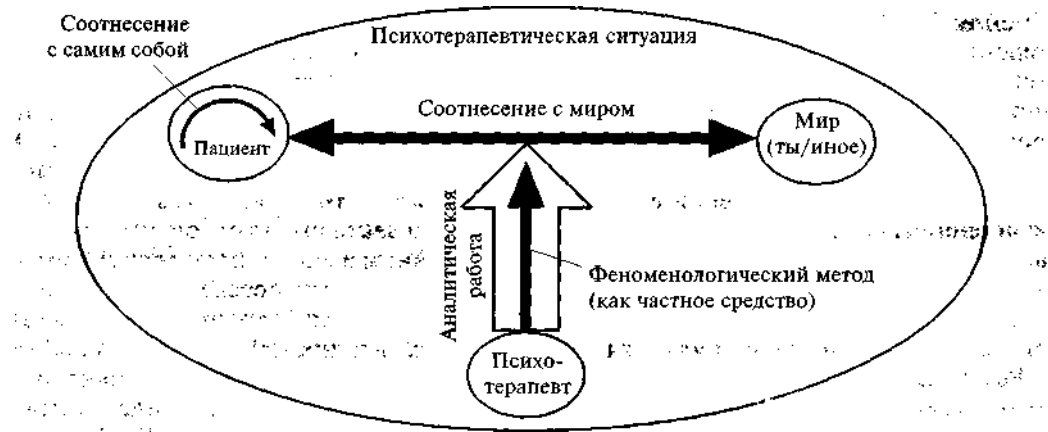 Соотнесение
с самим собой
Психотерапевтическая ситуация
Соотнесение с миром
Пациент
Мир
(ты/иное)
Аналитическая
работа
Феноменологический метод
(как частное средство)
Психо-
терапевт